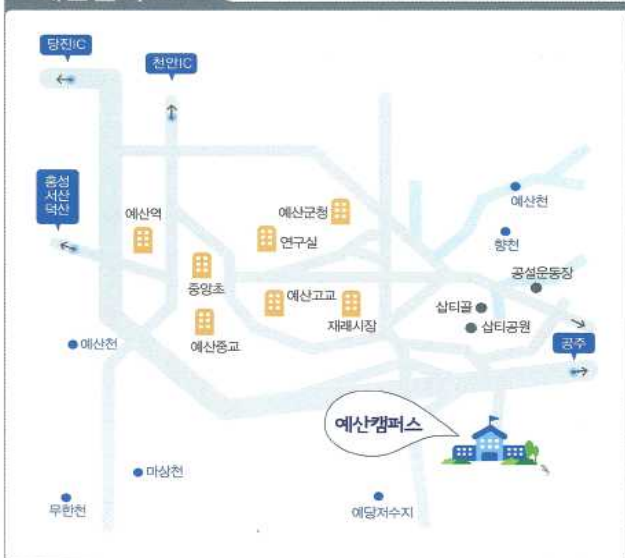 당진IC
천안IC
홍성
서산
덕산
예산역
예산군청
연구실
예산천
향천
중앙초
공설운동장
예산고교
재래시장
삽티골
삽티공원
예산중교
예산천
공주
예산캠퍼스
마상천
무한천
예당저수지